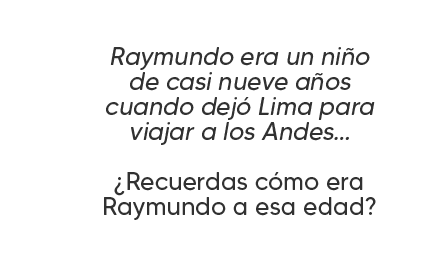 Raymundo era un niño
de casi nueve años
cuando dejó Lima para
viajar a los Andes...
¿Recuerdas cómo era
Raymundo a esa edad?